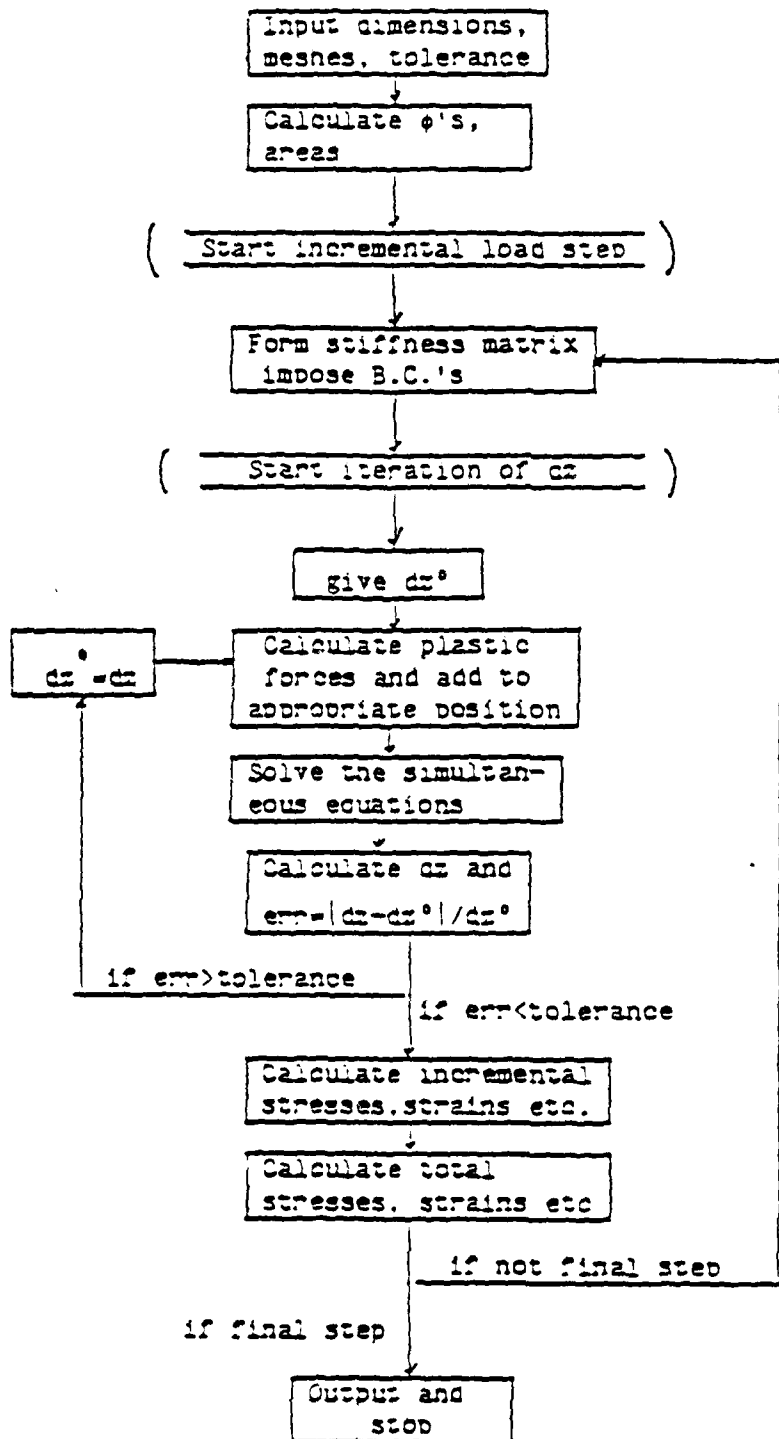 Input dimensions,
meshes, tolerance
Calculate φ's,
areas
( Start incremental load step )
Form stiffness matrix
impose B.C.'s
( Start iteration of dz )
give dz°
Calculate plastic
forces and add to
appropriate position
dz°=dz
Solve the simultan-
eous equations
Calculate dz and
err=|dz-dz°|/dz°
if err>tolerance
if err<tolerance
Calculate incremental
stresses,strains etc.
Calculate total
stresses, strains etc
if not final step
if final step
Output and
stop